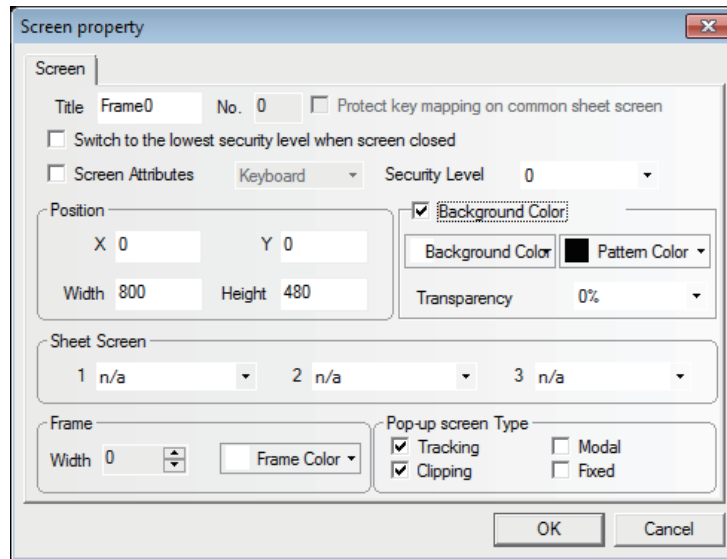 Screen property
Screen
Title Frame0 No. 0 Protect key mapping on common sheet screen
Switch to the lowest security level when screen closed
Screen Attributes Keyboard Security Level 0
Position Background Color
X 0 Y 0
Background Color Pattern Color
Width 800 Height 480
Transparency 0%
Sheet Screen
1 n/a 2 n/a 3 n/a
Frame Pop-up screen Type
Tracking Modal
Width 0 Frame Color
Clipping Fixed
OK Cancel